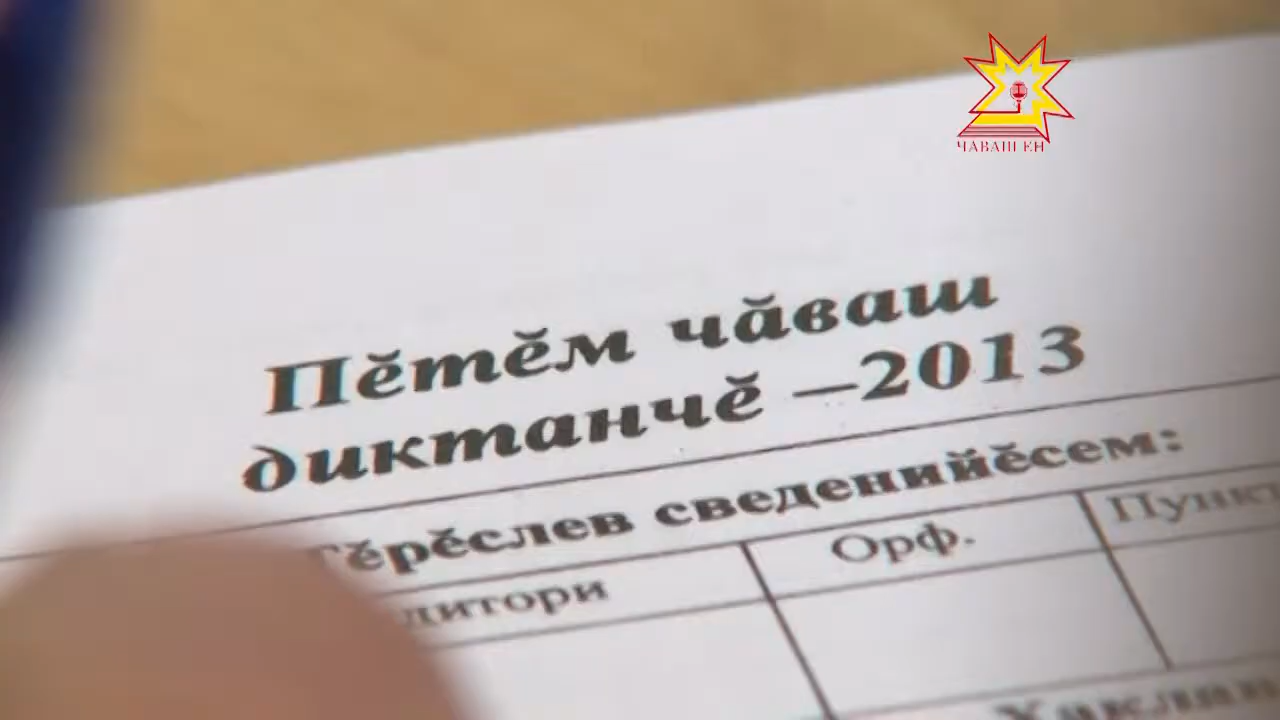 ЧĂВАШ ЕН
Пĕтĕм чăваш
диктанчĕ –2013
Тĕрĕслев сведенийĕсем:
Орф.